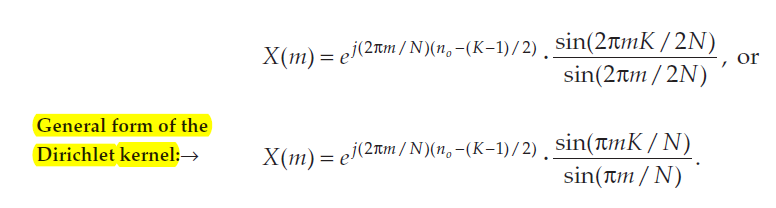 X(m) = e^{j(2πm/N)(n_o−(K−1)/2)} · sin(2πmK/2N) / sin(2πm/2N) , or
General form of the
Dirichlet kernel:→
X(m) = e^{j(2πm/N)(n_o−(K−1)/2)} · sin(πmK/N) / sin(πm/N) .